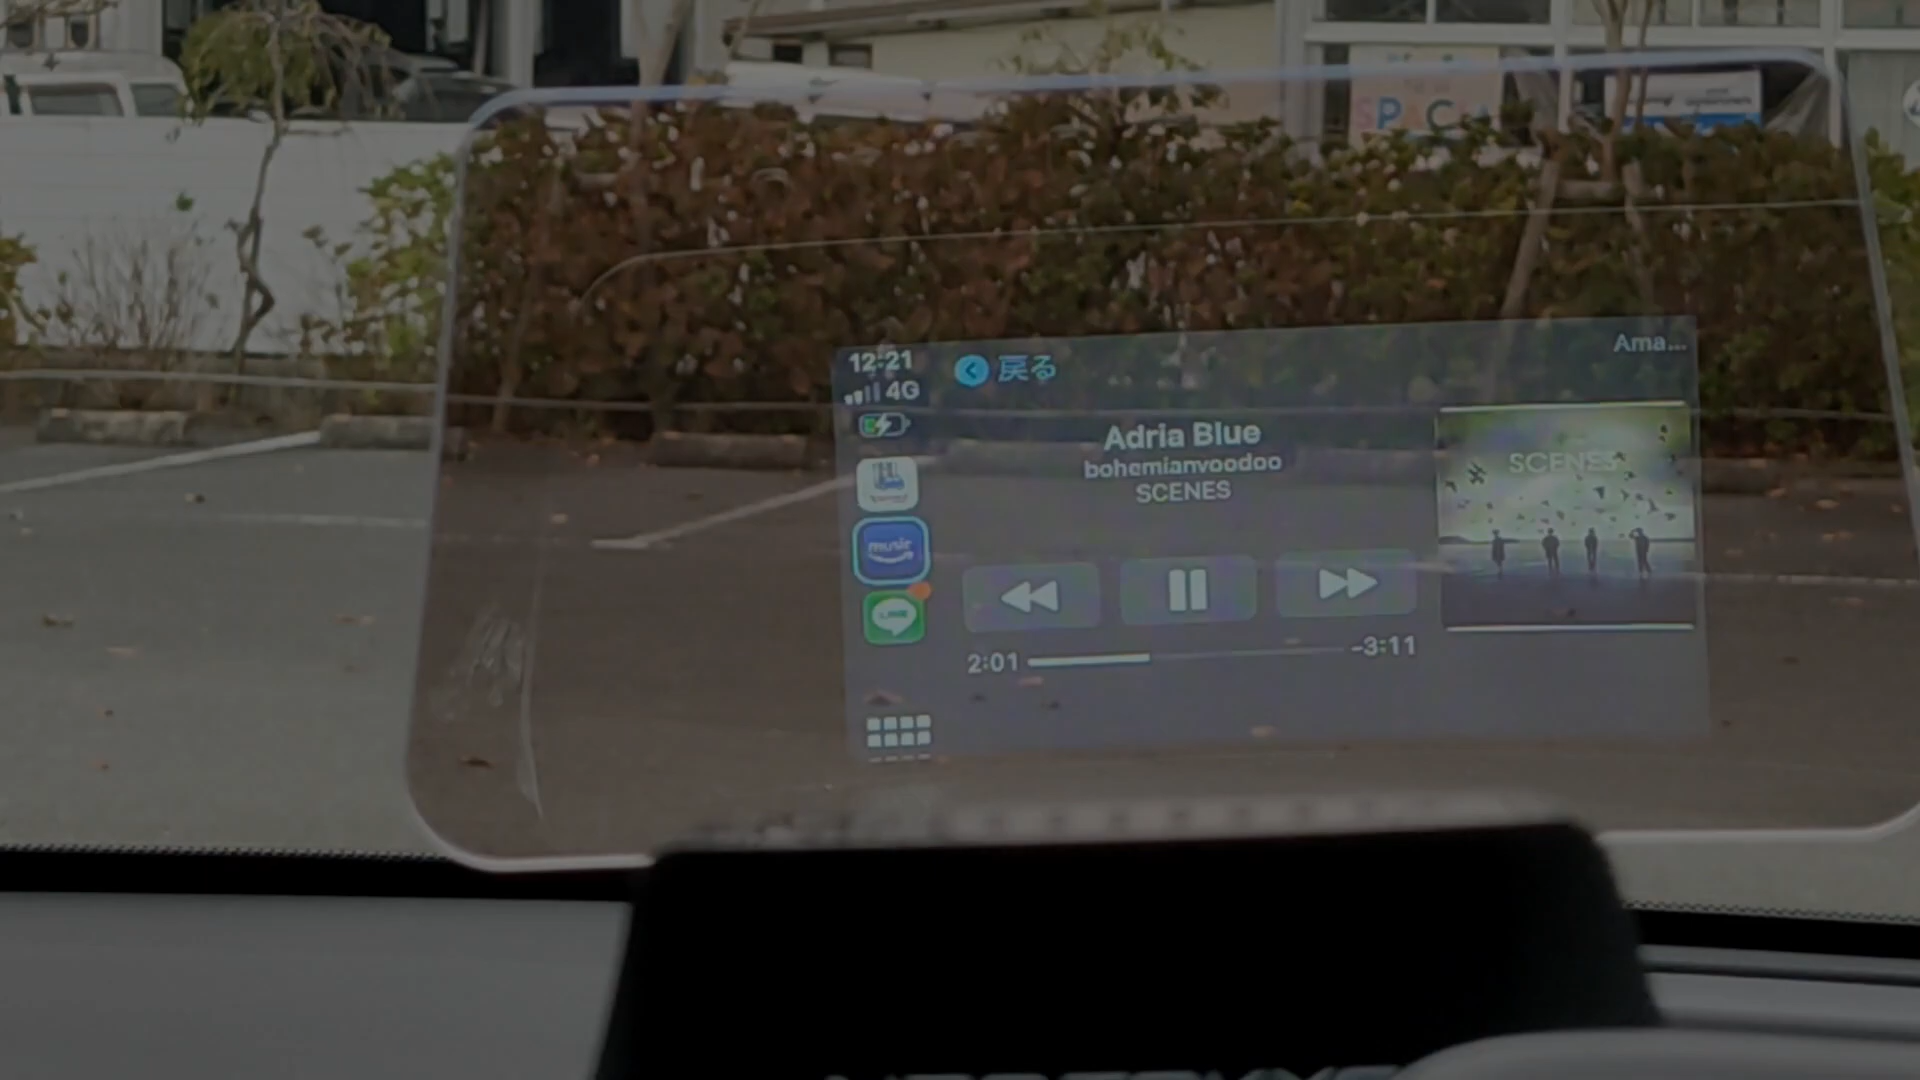 12:21
4G
戻る
Ama...
Adria Blue
bohemianvoodoo
SCENES
SCENES
music
LINE
2:01
-3:11